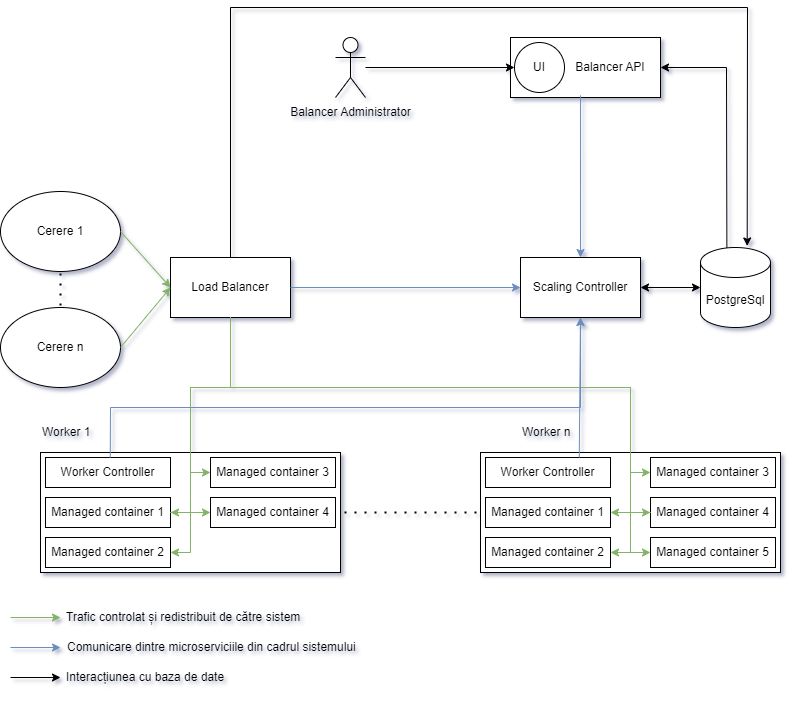 UI
Balancer API
Balancer Administrator
Cerere 1
Load Balancer
Scaling Controller
PostgreSql
Cerere n
Worker 1
Worker n
Worker Controller
Managed container 3
Managed container 1
Managed container 4
Managed container 2
Worker Controller
Managed container 3
Managed container 1
Managed container 4
Managed container 2
Managed container 5
Trafic controlat și redistribuit de către sistem
Comunicare dintre microserviciile din cadrul sistemului
Interacțiunea cu baza de date